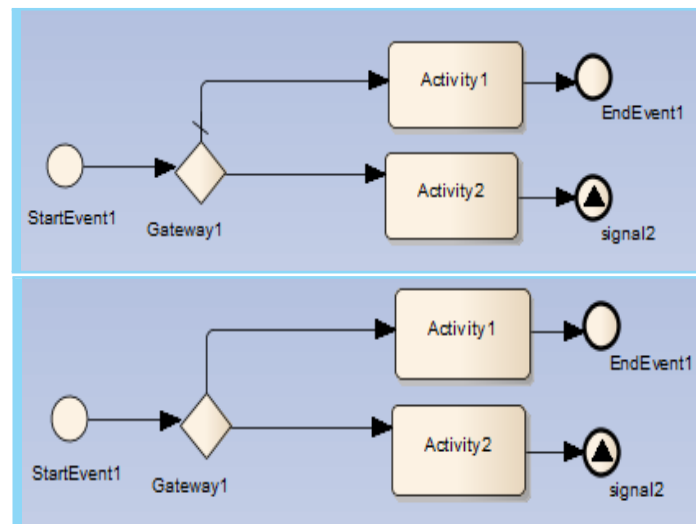 Activity1
EndEvent1
StartEvent1
Gateway1
Activity2
signal2
Activity1
EndEvent1
StartEvent1
Gateway1
Activity2
signal2